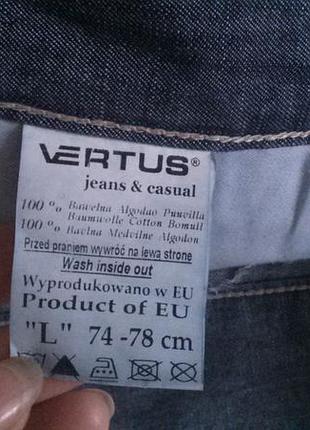 VERTUS®
jeans & casual
100% Bawełna Algodao Puuvilla
Baumwolle Cotton Bomull
100% Bavlna Medvilne Algodon
Przed praniem wywróć na lewą stronę
Wash inside out
Wyprodukowano w EU
Product of EU
"L" 74-78 cm